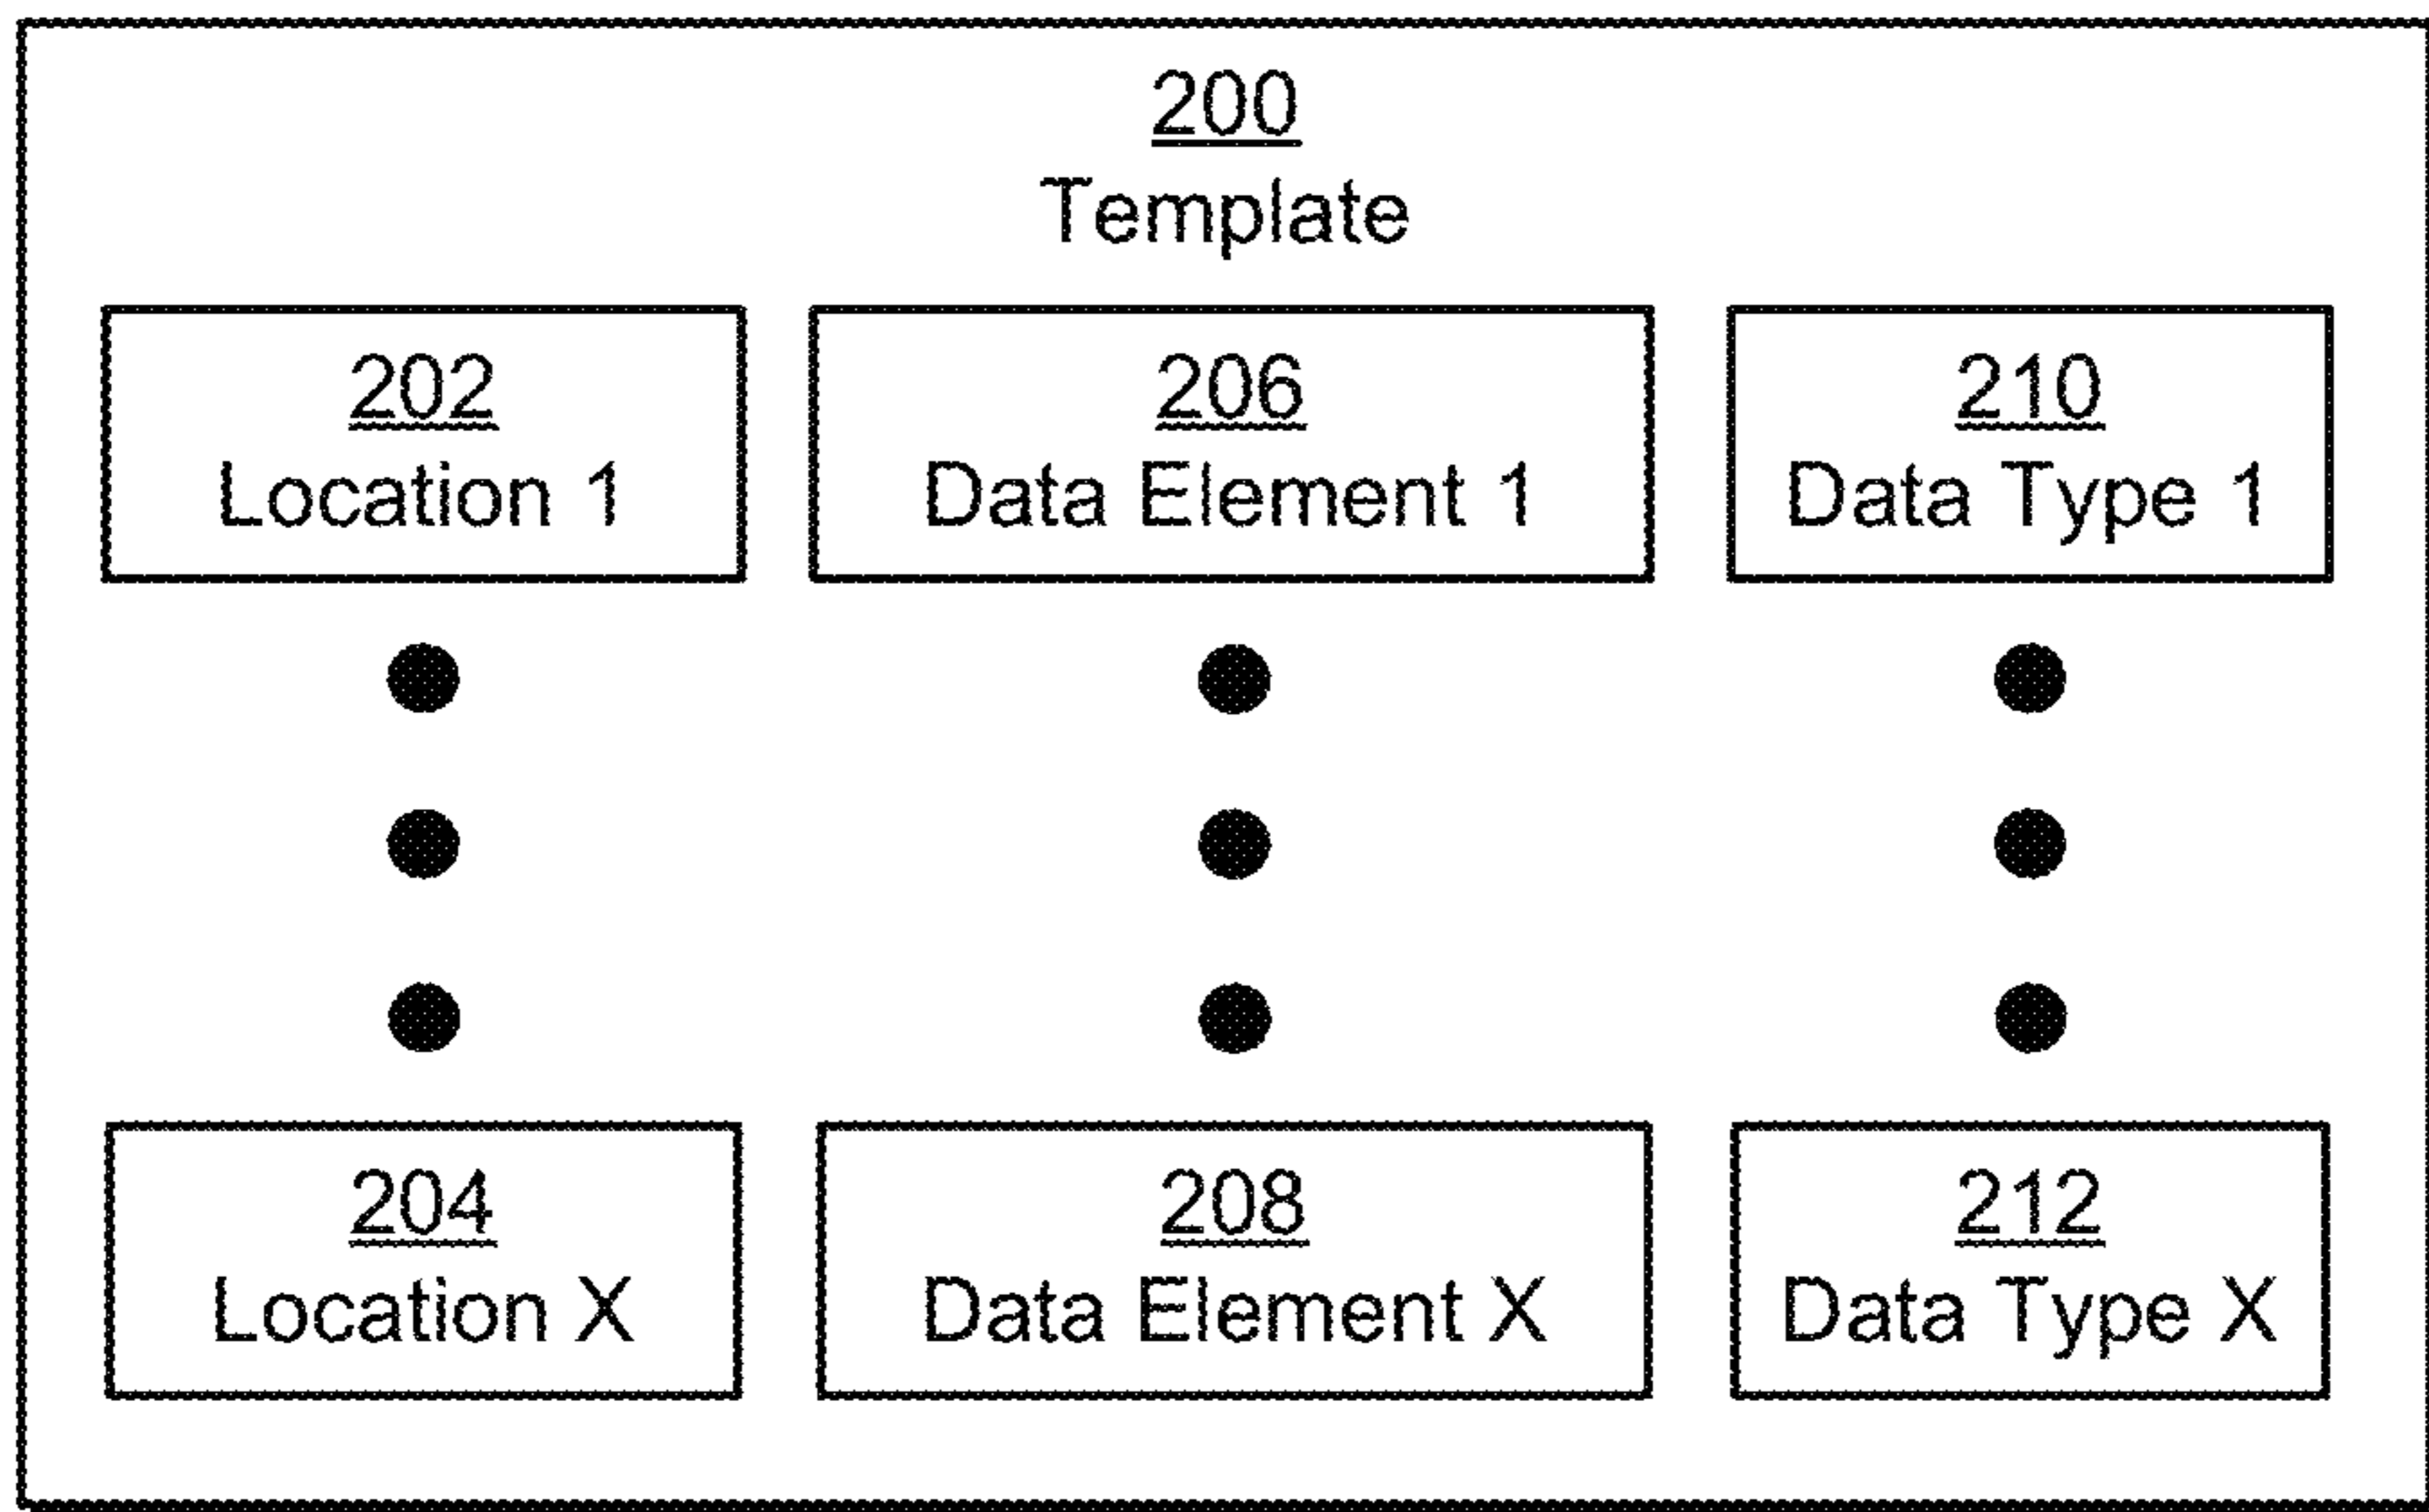 200
Template
202
Location 1
206
Data Element 1
210
Data Type 1
204
Location X
208
Data Element X
212
Data Type X